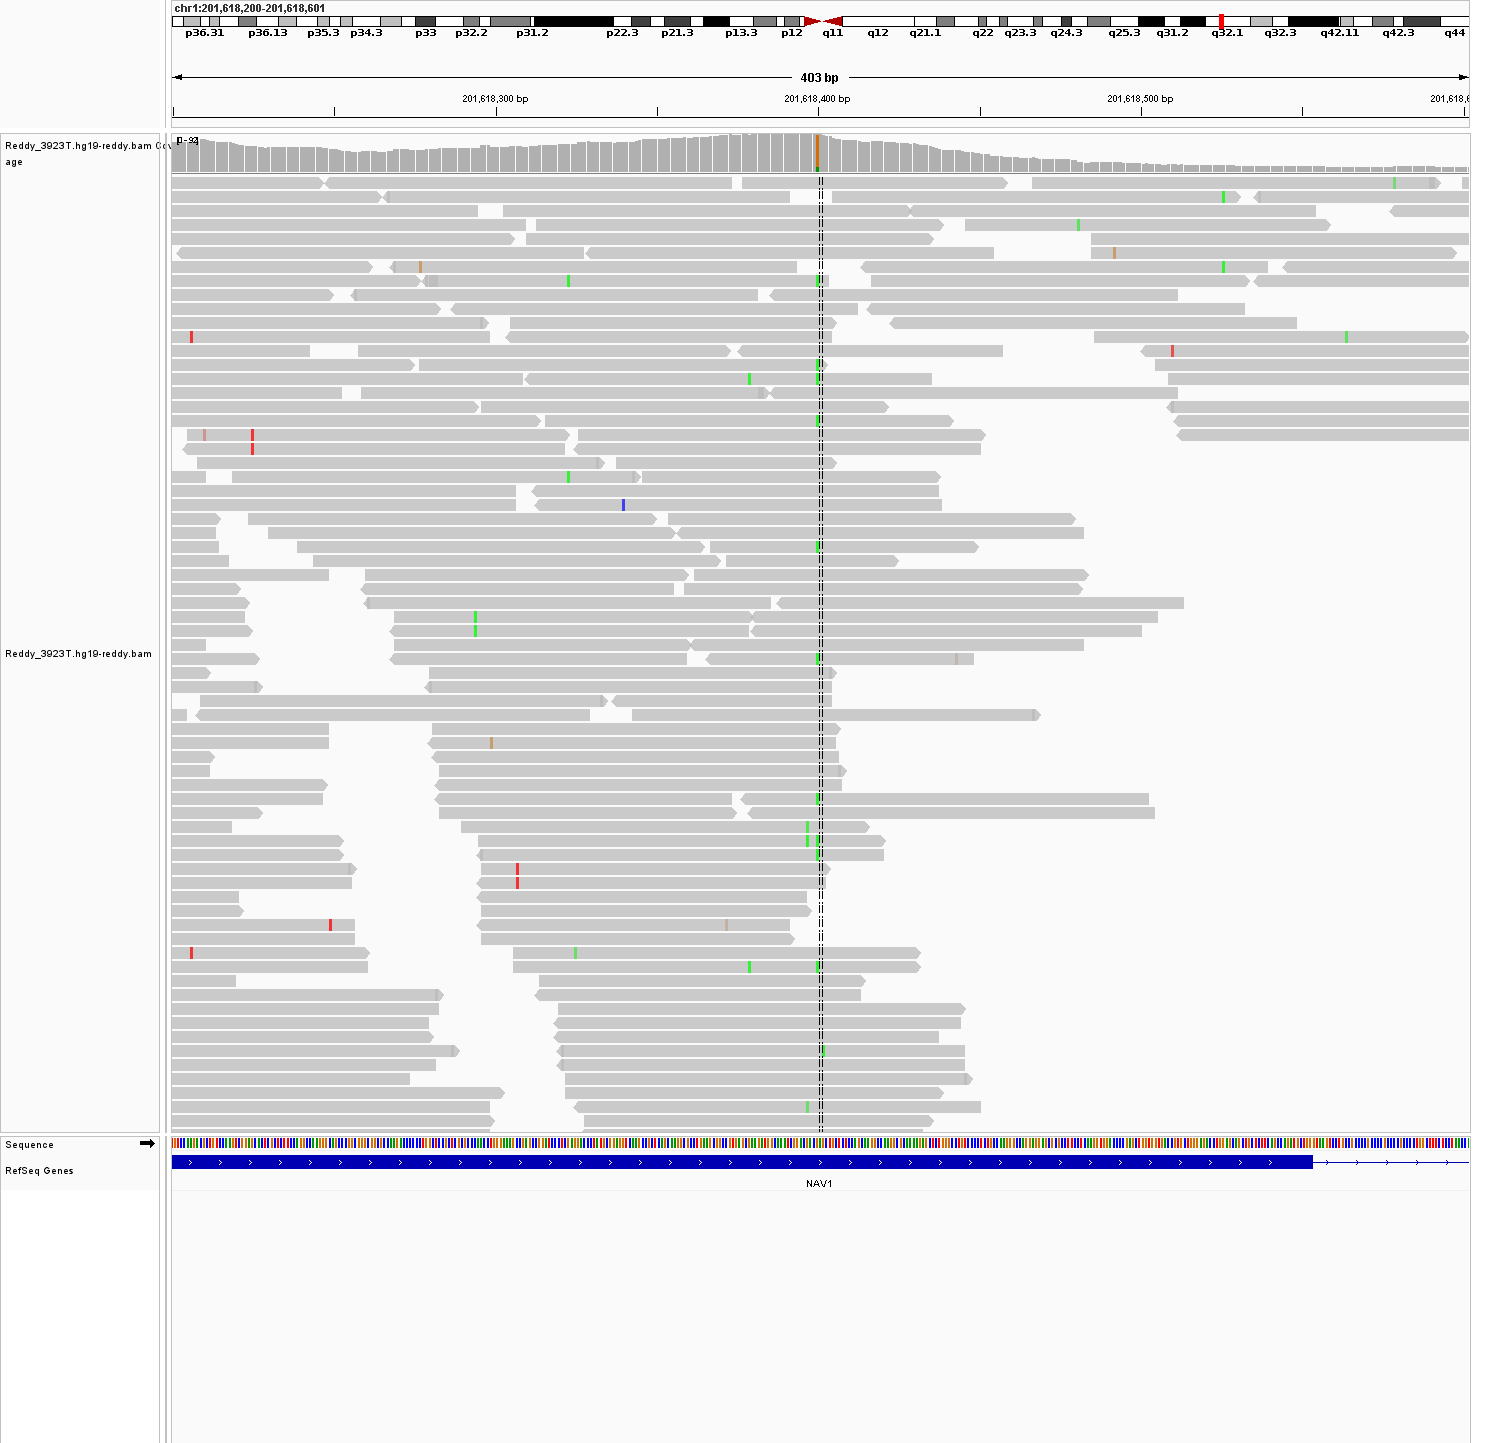 chr1:201,618,200-201,618,601
p36.31 p36.13 p35.3 p34.3 p33 p32.2 p31.2 p22.3 p21.3 p13.3 p12 q11 q12 q21.1 q22 q23.3 q24.3 q25.3 q31.2 q32.1 q32.3 q42.11 q42.3 q44
403 bp
201,618,300 bp 201,618,400 bp 201,618,500 bp 201,618,6
Reddy_3923T.hg19-reddy.bam Cov
age
Reddy_3923T.hg19-reddy.bam
Sequence
RefSeq Genes
NAV1